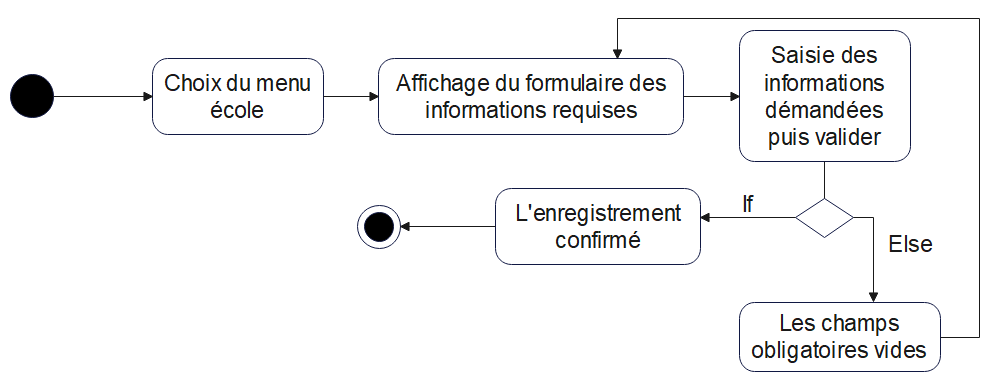 Choix du menu
école
Affichage du formulaire des
informations requises
Saisie des
informations
démandées
puis valider
If
L'enregistrement
confirmé
Else
Les champs
obligatoires vides